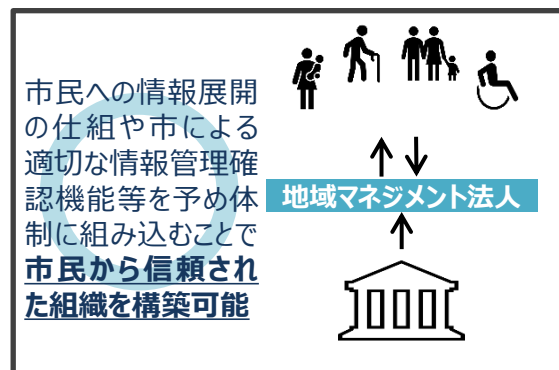 市民への情報展開
の仕組や市による
適切な情報管理確
認機能等を予め体
制に組み込むことで
市民から信頼され
た組織を構築可能
地域マネジメント法人